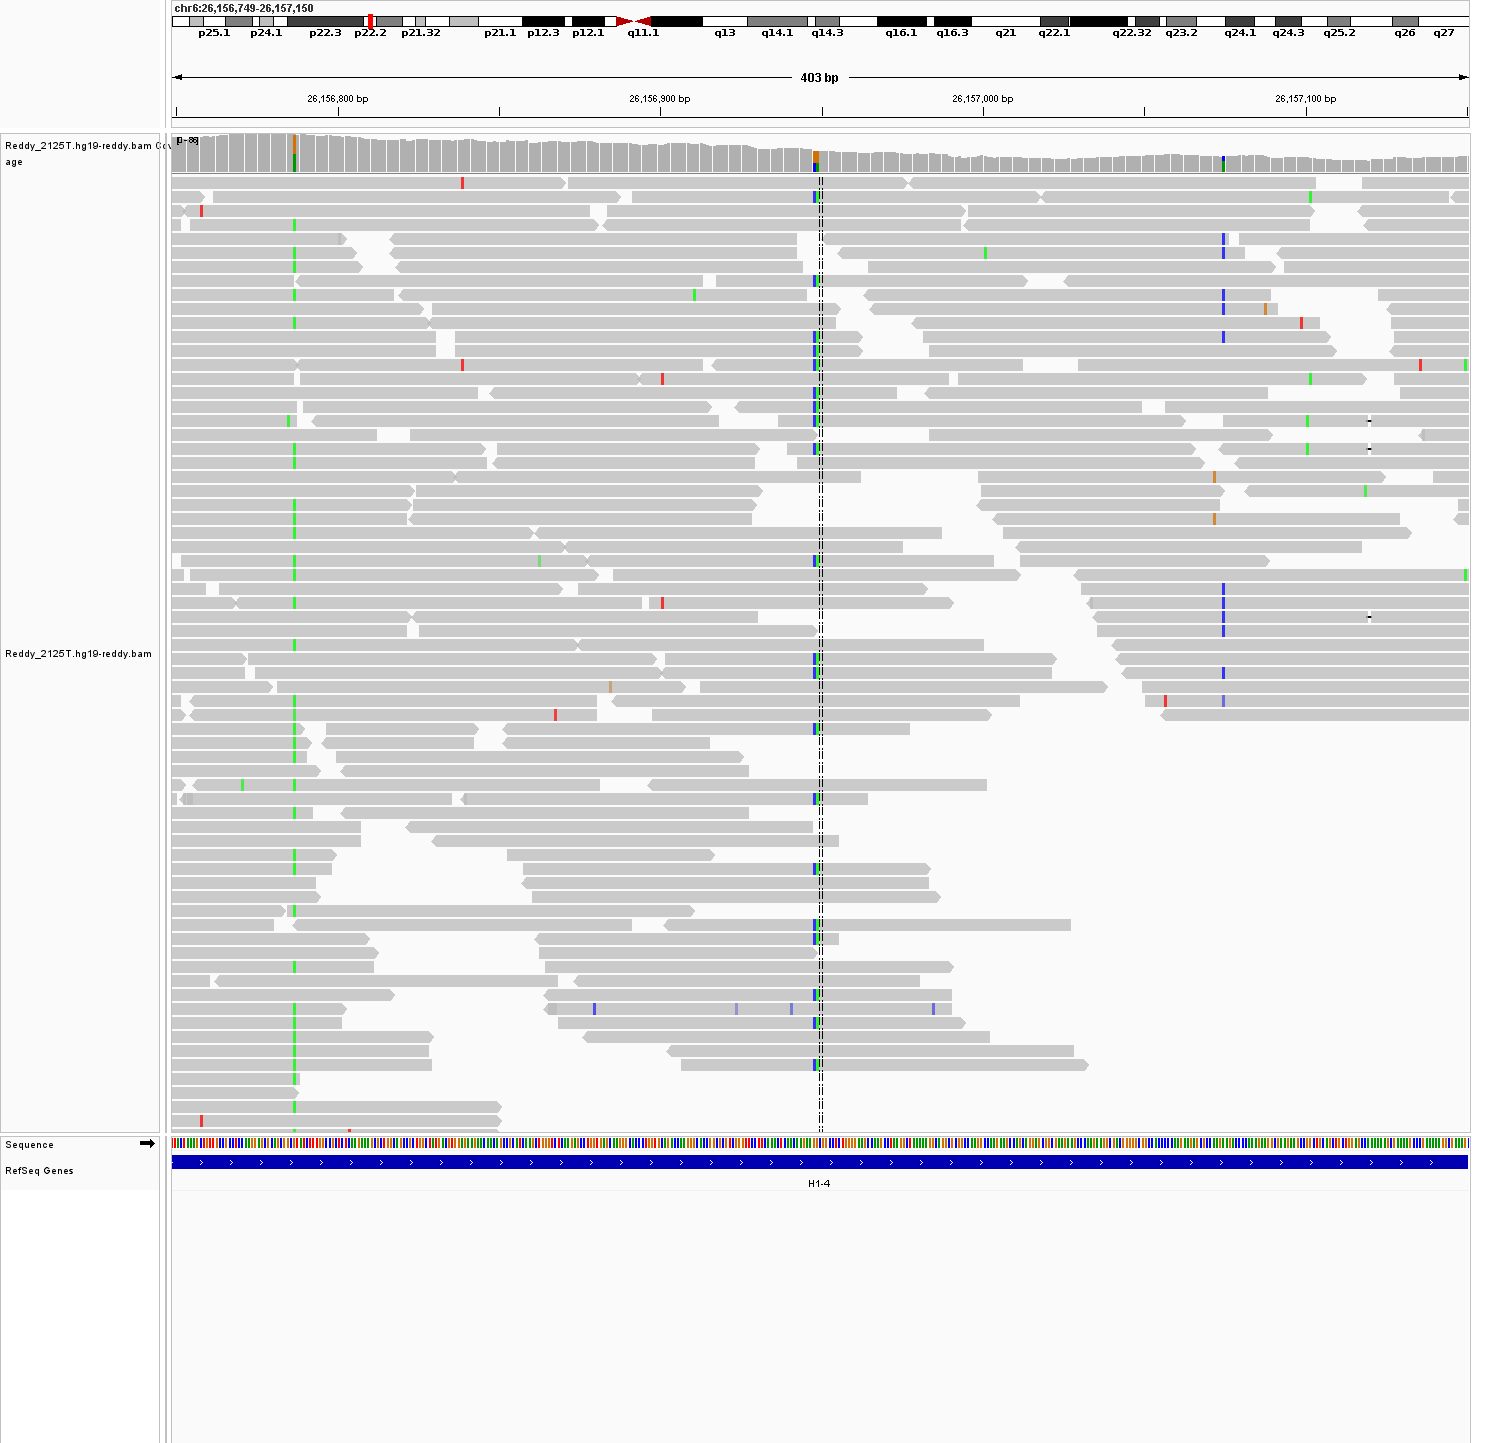 chr6:26,156,749-26,157,150
p25.1 p24.1 p22.3 p22.2 p21.32 p21.1 p12.3 p12.1 q11.1 q13 q14.1 q14.3 q16.1 q16.3 q21 q22.1 q22.32 q23.2 q24.1 q24.3 q25.2 q26 q27
403 bp
26,156,800 bp 26,156,900 bp 26,157,000 bp 26,157,100 bp
Reddy_2125T.hg19-reddy.bam Cov
age
Reddy_2125T.hg19-reddy.bam
Sequence
RefSeq Genes
H1-4